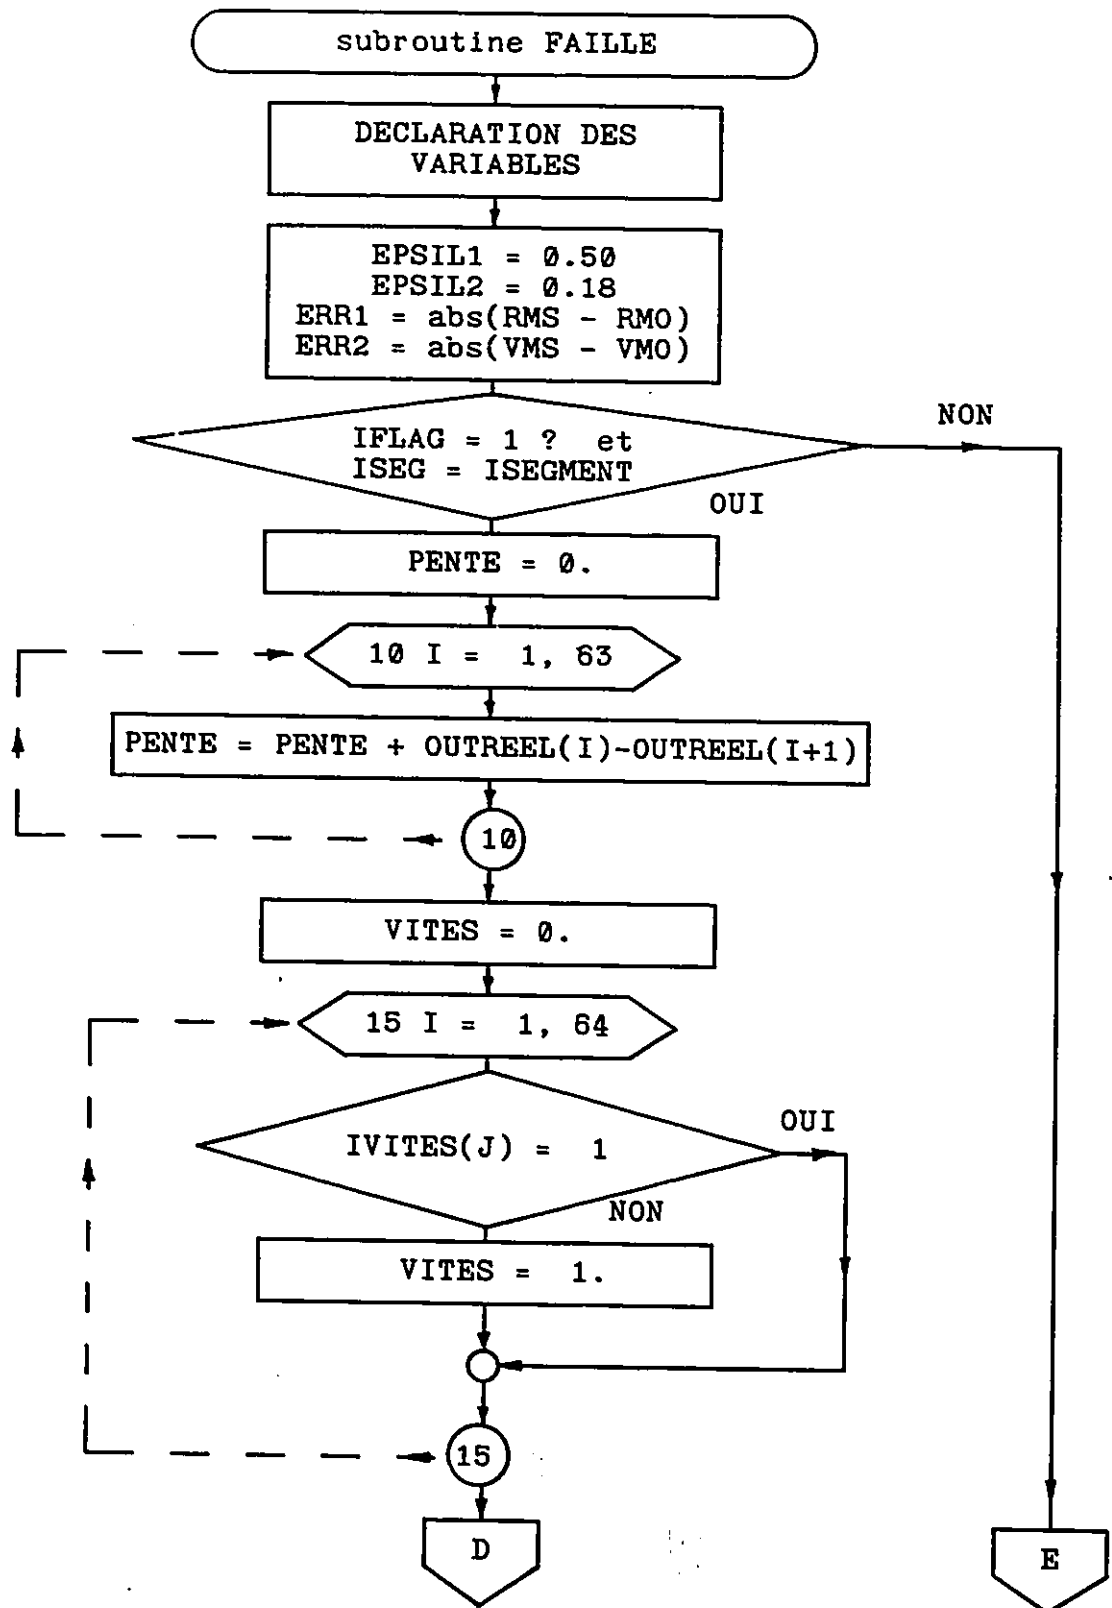 subroutine FAILLE
DECLARATION DES
VARIABLES
EPSIL1 = 0.50
EPSIL2 = 0.18
ERR1 = abs(RMS - RMO)
ERR2 = abs(VMS - VMO)
NON
IFLAG = 1 ? et
ISEG = ISEGMENT
OUI
PENTE = 0.
10 I = 1, 63
PENTE = PENTE + OUTREEL(I)-OUTREEL(I+1)
10
VITES = 0.
15 I = 1, 64
OUI
IVITES(J) = 1
NON
VITES = 1.
15
D
E